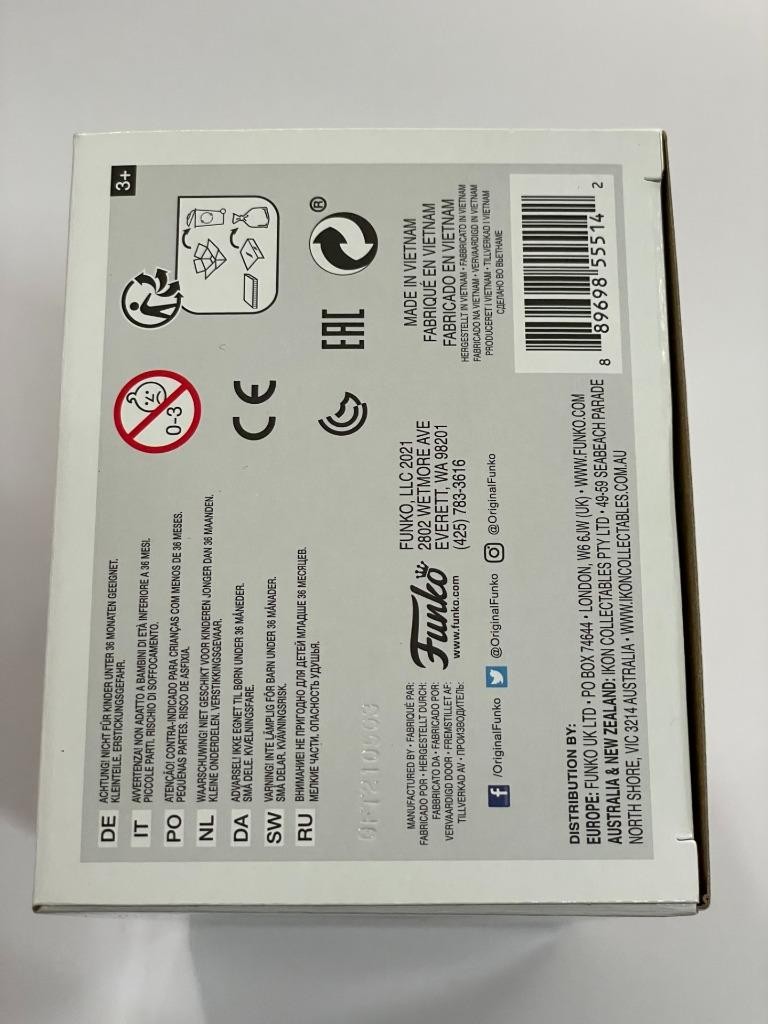 DE ACHTUNG! NICHT FÜR KINDER UNTER 36 MONATEN GEEIGNET.
KLEINTEILE. ERSTICKUNGSGEFAHR.
IT AVVERTENZA! NON ADATTO A BAMBINI DI ETÀ INFERIORE A 36 MESI.
PICCOLE PARTI. RISCHIO DI SOFFOCAMENTO.
PO ATENÇÃO! CONTRA-INDICADO PARA CRIANÇAS COM MENOS DE 36 MESES.
PEQUENAS PARTES. RISCO DE ASFIXIA.
NL WAARSCHUWING! NIET GESCHIKT VOOR KINDEREN JONGER DAN 36 MAANDEN.
KLEINE ONDERDELEN. VERSTIKKINGSGEVAAR.
DA ADVARSEL! IKKE EGNET TIL BØRN UNDER 36 MÅNEDER.
SMÅ DELE. KVÆLNINGSFARE.
SW VARNING! INTE LÄMPLIG FÖR BARN UNDER 36 MÅNADER.
SMÅ DELAR. KVÄVNINGSRISK.
RU ВНИМАНИЕ! НЕ ПРИГОДНО ДЛЯ ДЕТЕЙ МЛАДШЕ 36 МЕСЯЦЕВ.
МЕЛКИЕ ЧАСТИ. ОПАСНОСТЬ УДУШЬЯ.
0-3
3+
CE
EAC
®
MANUFACTURED BY • FABRIQUÉ PAR:
FABRICADO POR • HERGESTELLT DURCH:
FABBRICATO DA • FABRICADO POR:
VERVAARDIGD DOOR • FREMSTILLET AF:
TILLVERKAD AV • ПРОИЗВОДИТЕЛЬ:
Funko
www.funko.com
FUNKO, LLC 2021
2802 WETMORE AVE
EVERETT, WA 98201
(425) 783-3616
MADE IN VIETNAM
FABRIQUÉ EN VIETNAM
FABRICADO EN VIETNAM
HERGESTELLT IN VIETNAM • FABBRICATO IN VIETNAM
FABRICADO NA VIETNAM • VERVAARDIGD IN VIETNAM
PRODUCERET I VIETNAM • TILLVERKAD I VIETNAM
СДЕЛАНО ВО ВЬЕТНАМЕ
f /OriginalFunko @OriginalFunko @OriginalFunko
DISTRIBUTION BY:
EUROPE: FUNKO UK LTD • PO BOX 74644 • LONDON, W6 6JW (UK) • WWW.FUNKO.COM
AUSTRALIA & NEW ZEALAND: IKON COLLECTABLES PTY LTD • 49-59 SEABEACH PARADE
NORTH SHORE, VIC 3214 AUSTRALIA • WWW.IKONCOLLECTABLES.COM.AU
8 89698 55514 2